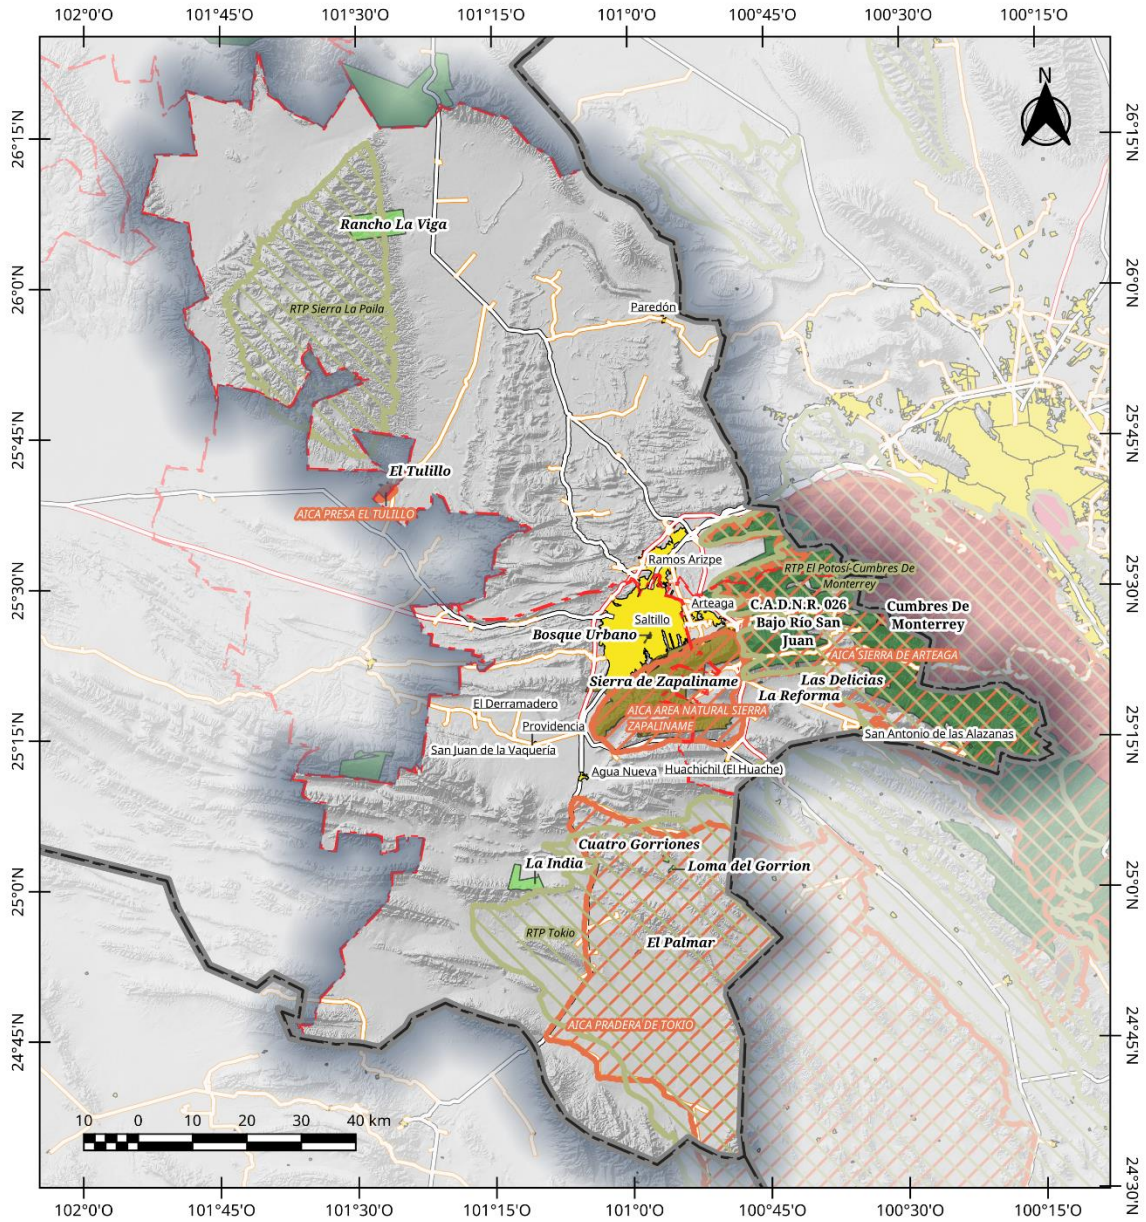 102°0'O 101°45'O 101°30'O 101°15'O 101°0'O 100°45'O 100°30'O 100°15'O
N
26°15'N
26°15'N
Rancho La Viga
26°0'N
26°0'N
RTP Sierra La Paila
Paredón
25°45'N
25°45'N
El Tulillo
AICA PRESA EL TULILLO
Ramos Arizpe
RTP El Potosí-Cumbres De
Monterrey
25°30'N
25°30'N
Arteaga
C.A.D.N.R. 026
Bajo Río San
Juan
Cumbres De
Monterrey
Saltillo
Bosque Urbano
AICA SIERRA DE ARTEAGA
Sierra de Zapaliname
Las Delicias
La Reforma
El Derramadero
AICA AREA NATURAL SIERRA
ZAPALINAME
Providencia
San Antonio de las Alazanas
25°15'N
25°15'N
San Juan de la Vaquería
Agua Nueva
Huachichil (El Huache)
Cuatro Gorriones
La India
Loma del Gorrion
25°0'N
25°0'N
RTP Tokio
El Palmar
AICA PRADERA DE TOKIO
24°45'N
24°45'N
10 0 10 20 30 40 km
24°30'N
102°0'O 101°45'O 101°30'O 101°15'O 101°0'O 100°45'O 100°30'O 100°15'O